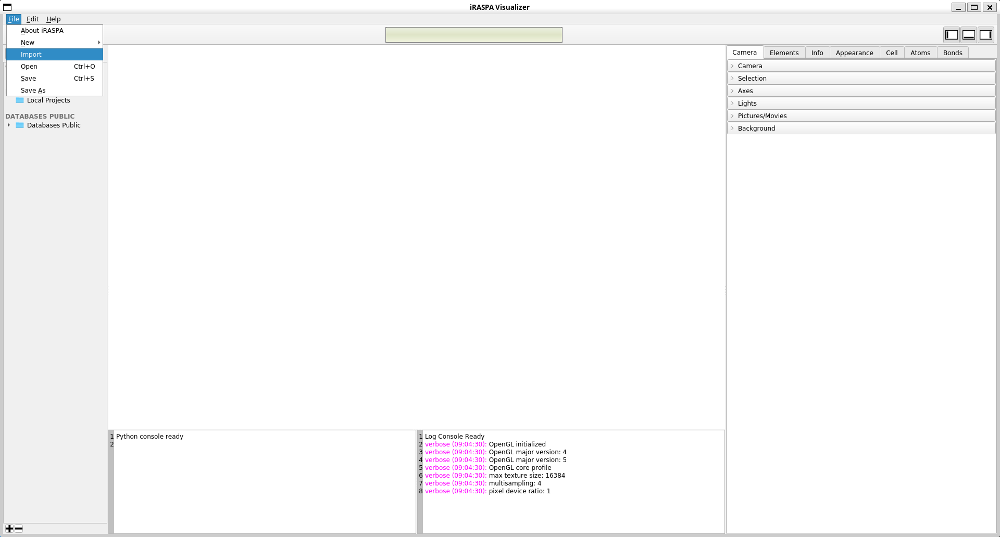 iRASPA Visualizer
File Edit Help
About iRASPA
New
Import
Open Ctrl+O
Save Ctrl+S
Save As
Local Projects
DATABASES PUBLIC
Databases Public
Camera Elements Info Appearance Cell Atoms Bonds
Camera
Selection
Axes
Lights
Pictures/Movies
Background
1 Python console ready
2
1 Log Console Ready
2 verbose (09:04:30): OpenGL initialized
3 verbose (09:04:30): OpenGL major version: 4
4 verbose (09:04:30): OpenGL major version: 5
5 verbose (09:04:30): OpenGL core profile
6 verbose (09:04:30): max texture size: 16384
7 verbose (09:04:30): multisampling: 4
8 verbose (09:04:30): pixel device ratio: 1